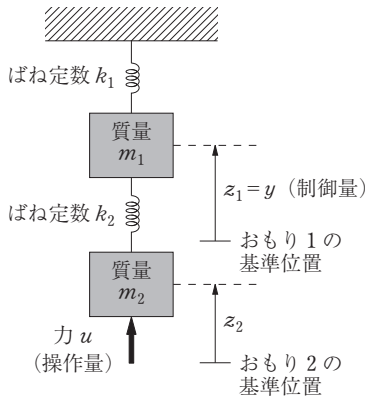 ばね定数 k₁
質量
m₁
z₁ = y（制御量）
ばね定数 k₂
おもり 1 の
基準位置
質量
m₂
z₂
力 u
（操作量）
おもり 2 の
基準位置